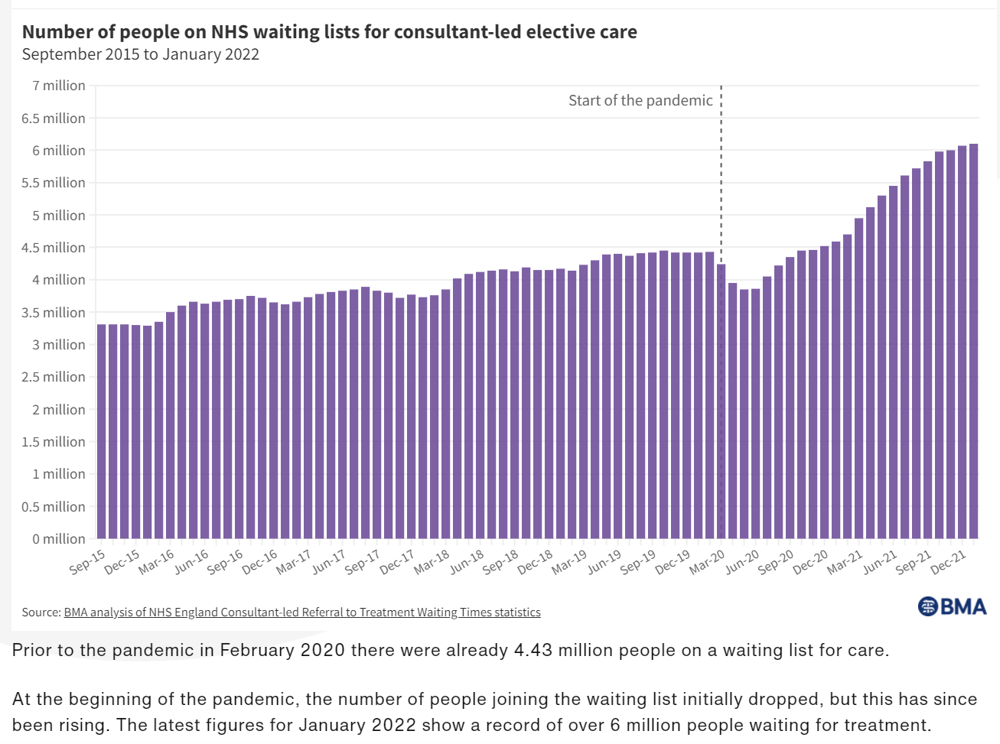 Number of people on NHS waiting lists for consultant-led elective care
September 2015 to January 2022
7 million
Start of the pandemic
6.5 million
6 million
5.5 million
5 million
4.5 million
4 million
3.5 million
3 million
2.5 million
2 million
1.5 million
1 million
0.5 million
0 million
Sep-15 Dec-15 Mar-16 Jun-16 Sep-16 Dec-16 Mar-17 Jun-17 Sep-17 Dec-17 Mar-18 Jun-18 Sep-18 Dec-18 Mar-19 Jun-19 Sep-19 Dec-19 Mar-20 Jun-20 Sep-20 Dec-20 Mar-21 Jun-21 Sep-21 Dec-21
Source: BMA analysis of NHS England Consultant-led Referral to Treatment Waiting Times statistics
BMA
Prior to the pandemic in February 2020 there were already 4.43 million people on a waiting list for care.
At the beginning of the pandemic, the number of people joining the waiting list initially dropped, but this has since
been rising. The latest figures for January 2022 show a record of over 6 million people waiting for treatment.